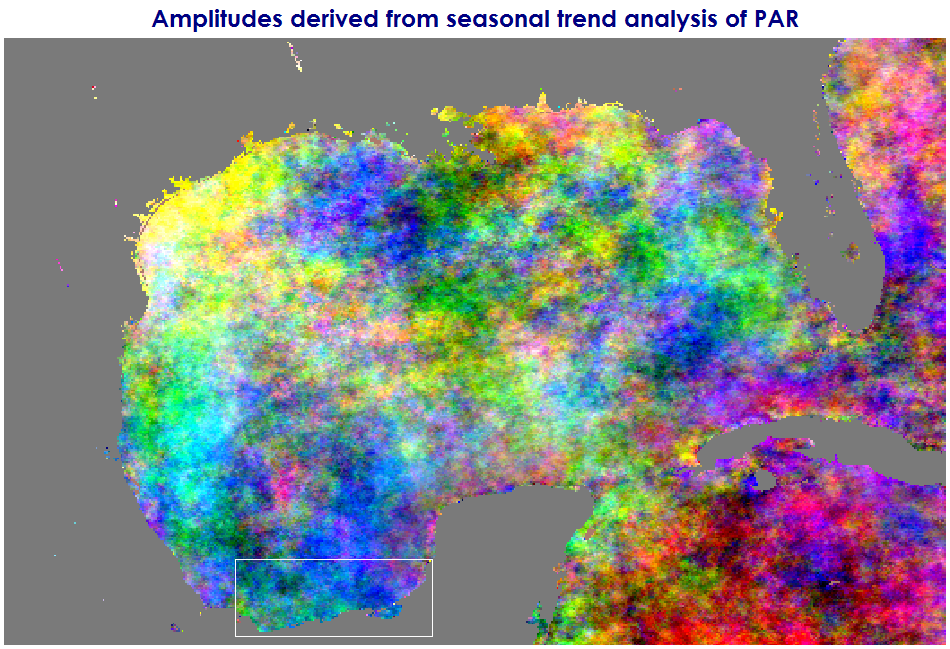 Amplitudes derived from seasonal trend analysis of PAR